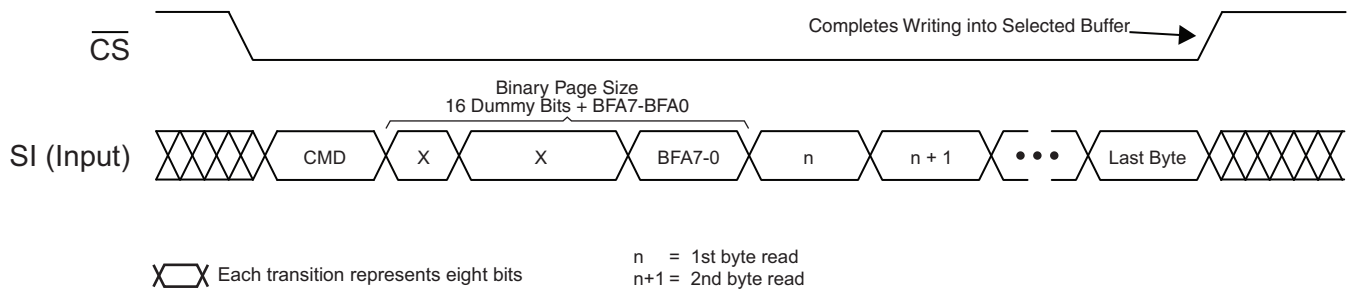 Completes Writing into Selected Buffer
CS
Binary Page Size
16 Dummy Bits + BFA7-BFA0
SI (Input)
CMD X X BFA7-0 n n + 1 ••• Last Byte
Each transition represents eight bits
n = 1st byte read
n+1 = 2nd byte read